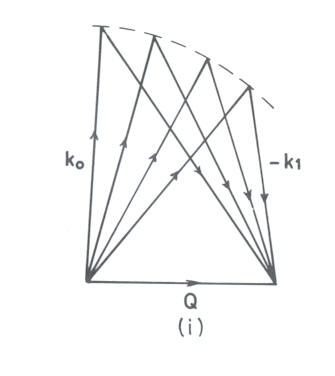 k₀
-k₁
Q
(i)